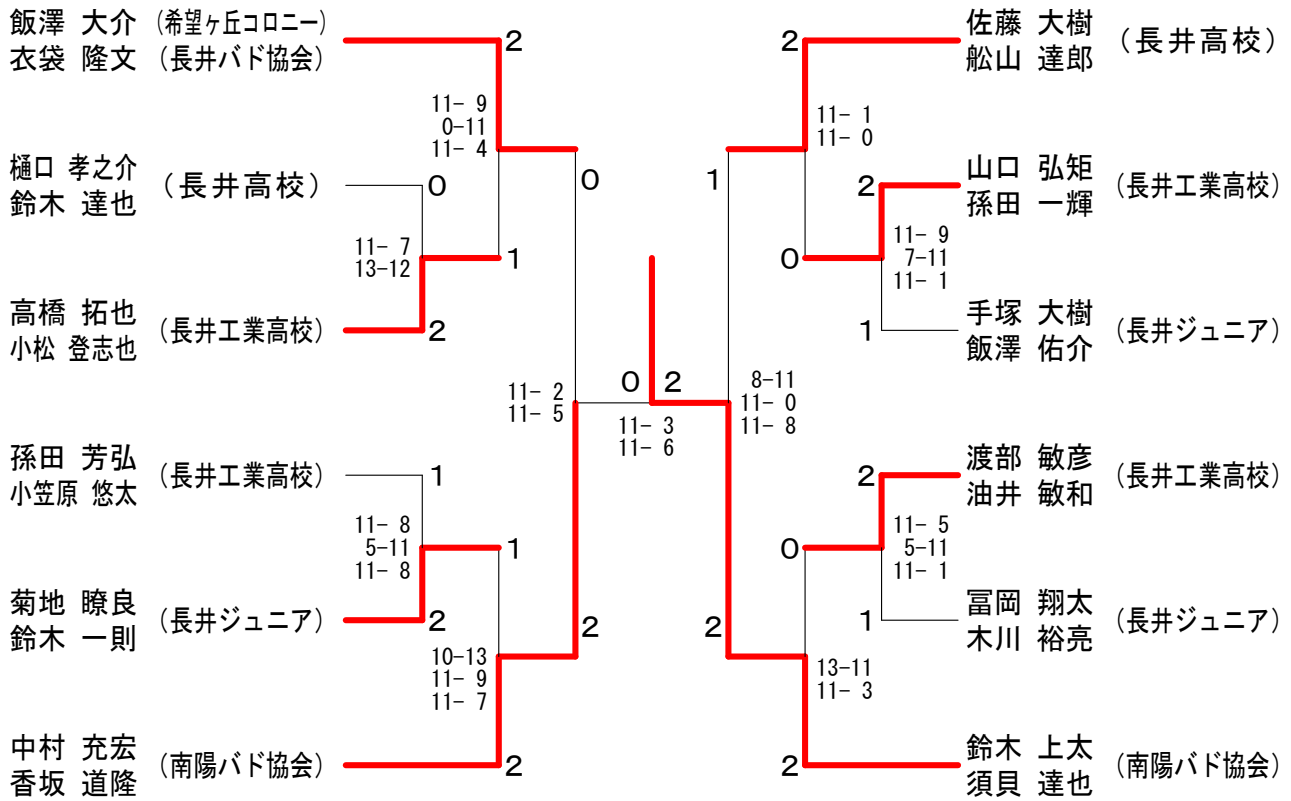 飯澤 大介 (希望ヶ丘コロニー)
衣袋 隆文 (長井バド協会)
2
11- 9
0-11
11- 4
樋口 孝之介
鈴木 達也
(長井高校)
0
0
11- 7
13-12
1
高橋 拓也
小松 登志也
(長井工業高校)
2
11- 2
11- 5
孫田 芳弘
小笠原 悠太
(長井工業高校)
1
11- 8
5-11
11- 8
1
菊地 瞭良
鈴木 一則
(長井ジュニア)
2
2
10-13
11- 9
11- 7
中村 充宏
香坂 道隆
(南陽バド協会)
2
0 2
11- 3
11- 6
2
佐藤 大樹
舩山 達郎
(長井高校)
11- 1
11- 0
1
2
山口 弘矩
孫田 一輝
(長井工業高校)
0
11- 9
7-11
11- 1
1
手塚 大樹
飯澤 佑介
(長井ジュニア)
8-11
11- 0
11- 8
2
渡部 敏彦
油井 敏和
(長井工業高校)
0
11- 5
5-11
11- 1
2
1
冨岡 翔太
木川 裕亮
(長井ジュニア)
13-11
11- 3
2
鈴木 上太
須貝 達也
(南陽バド協会)